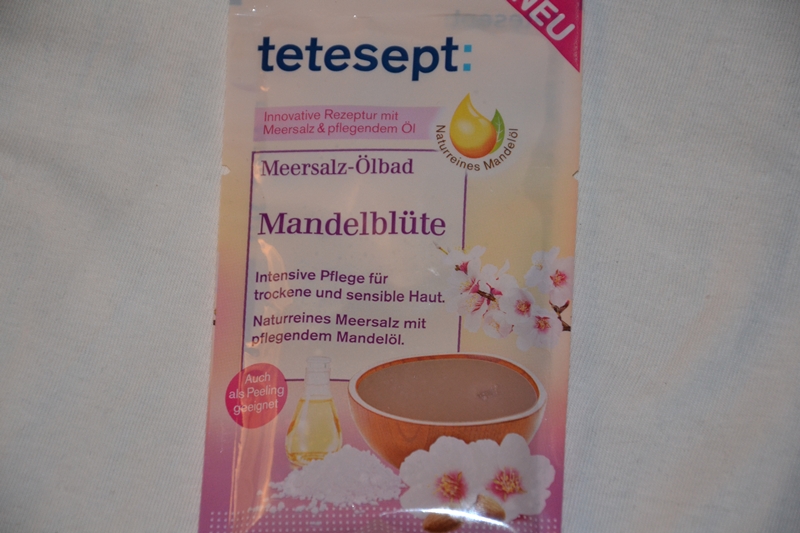 NEU
tetesept:
Innovative Rezeptur mit
Meersalz & pflegendem Öl
Naturreines Mandelöl
Meersalz-Ölbad
Mandelblüte
Intensive Pflege für
trockene und sensible Haut.
Naturreines Meersalz mit
pflegendem Mandelöl.
Auch
als Peeling
geeignet